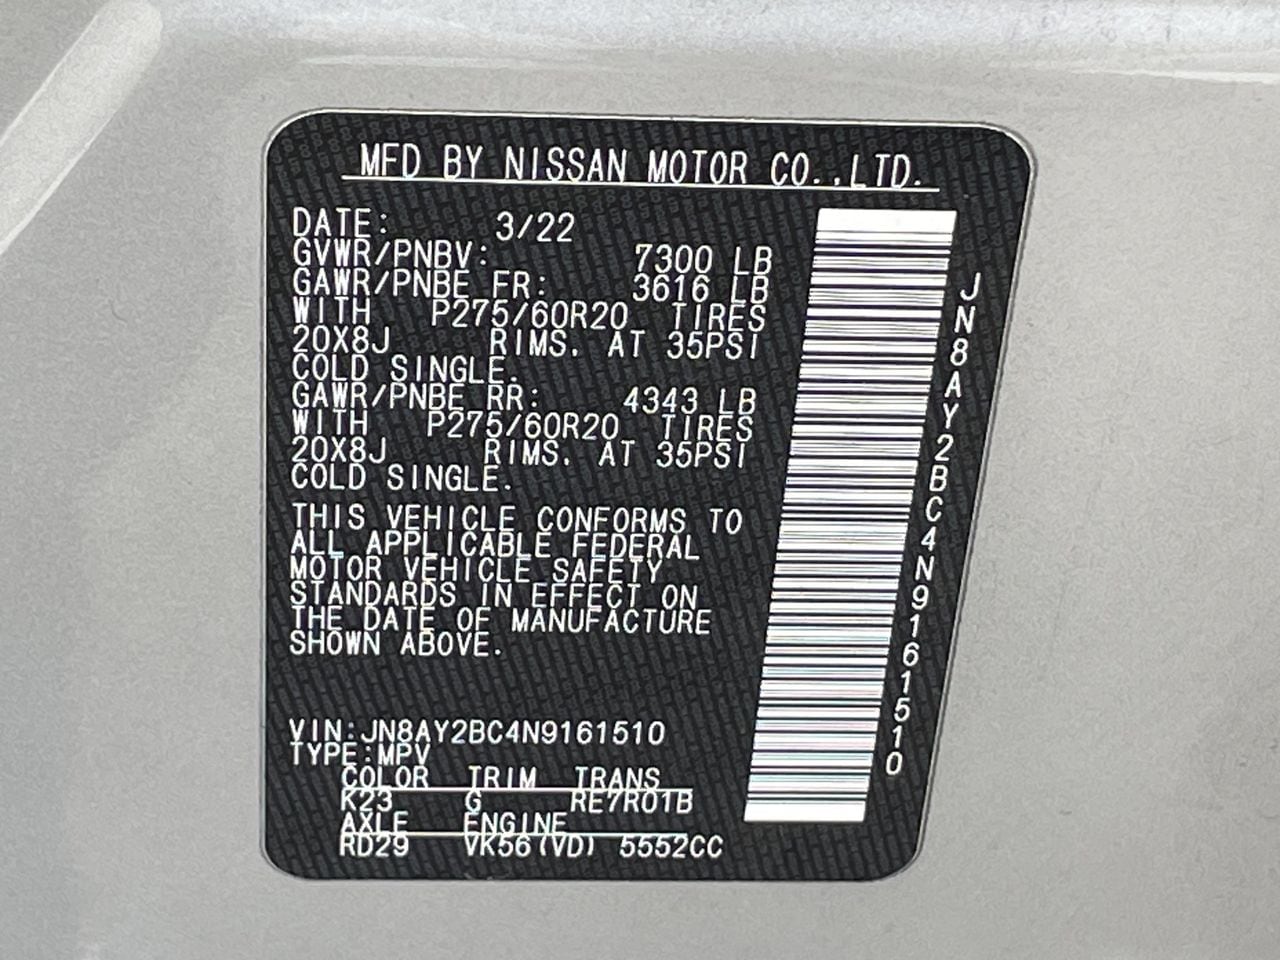 MFD BY NISSAN MOTOR CO.,LTD.
DATE: 3/22
GVWR/PNBV: 7300 LB
GAWR/PNBE FR: 3616 LB
WITH P275/60R20 TIRES
20X8J RIMS. AT 35PSI
COLD SINGLE.
GAWR/PNBE RR: 4343 LB
WITH P275/60R20 TIRES
20X8J RIMS. AT 35PSI
COLD SINGLE.
THIS VEHICLE CONFORMS TO
ALL APPLICABLE FEDERAL
MOTOR VEHICLE SAFETY
STANDARDS IN EFFECT ON
THE DATE OF MANUFACTURE
SHOWN ABOVE.
VIN:JN8AY2BC4N9161510
TYPE:MPV
COLOR TRIM TRANS
K23 G RE7R01B
AXLE ENGINE
RD29 VK56(VD) 5552CC
JN8AY2BC4N9161510